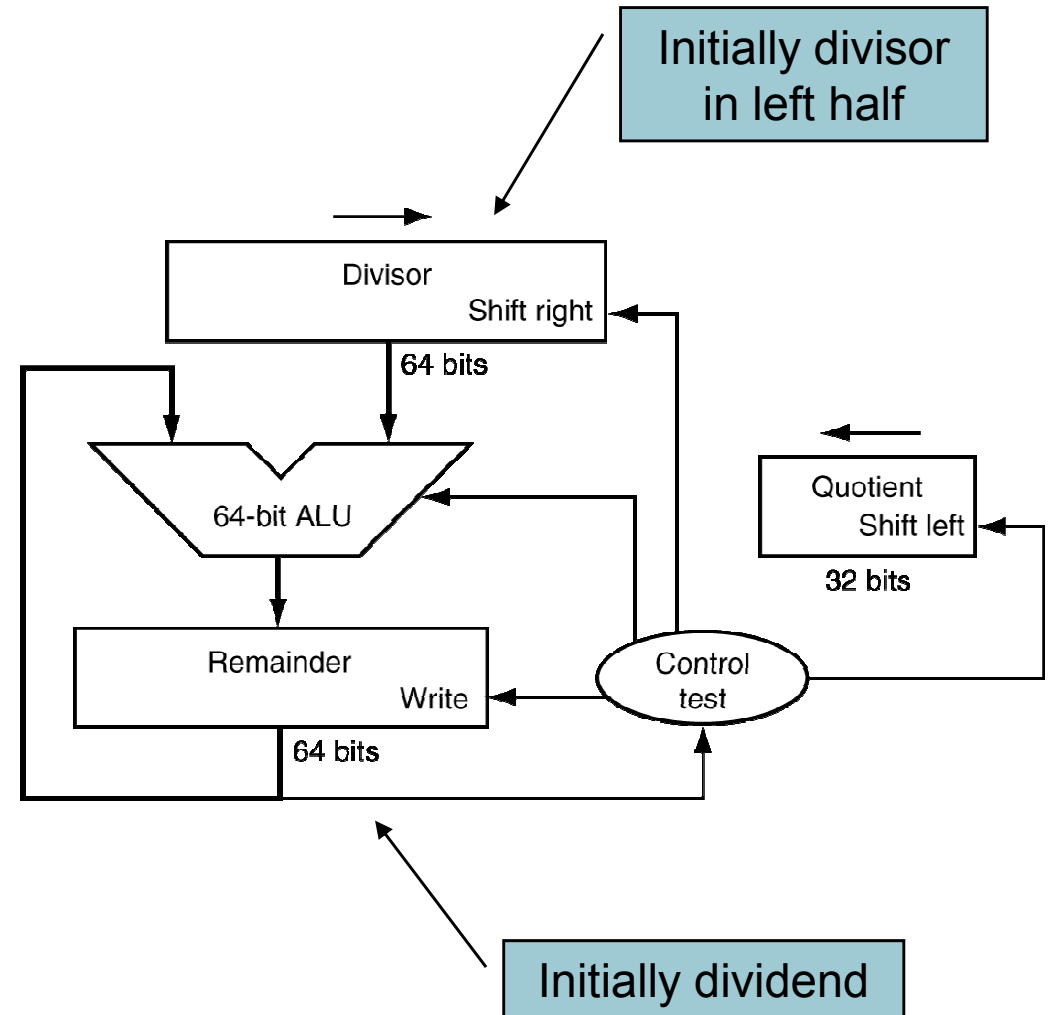 Initially divisor
in left half
Divisor
Shift right
64 bits
64-bit ALU
Quotient
Shift left
32 bits
Remainder
Write
Control
test
64 bits
Initially dividend